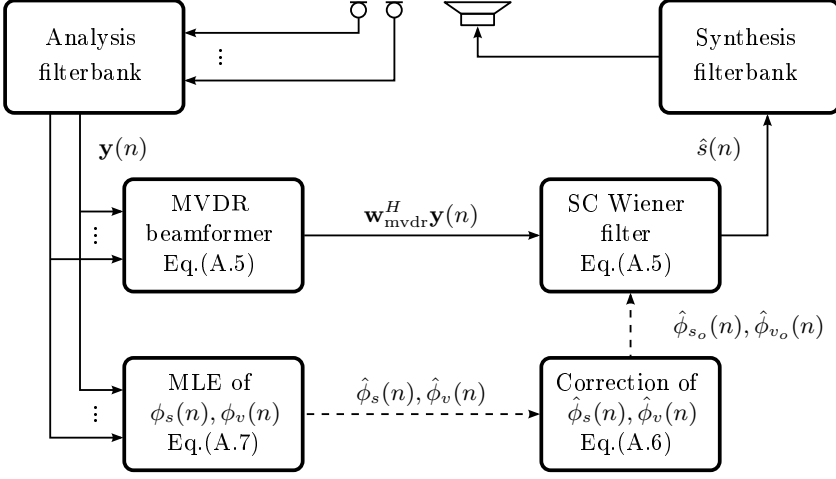 Analysis
filterbank
⋮
Synthesis
filterbank
y(n)
ŝ(n)
MVDR
beamformer
Eq.(A.5)
⋮
w_mvdr^H y(n)
SC Wiener
filter
Eq.(A.5)
ϕ̂_{s_o}(n), ϕ̂_{v_o}(n)
MLE of
ϕ_s(n), ϕ_v(n)
Eq.(A.7)
⋮
ϕ̂_s(n), ϕ̂_v(n)
Correction of
ϕ̂_s(n), ϕ̂_v(n)
Eq.(A.6)